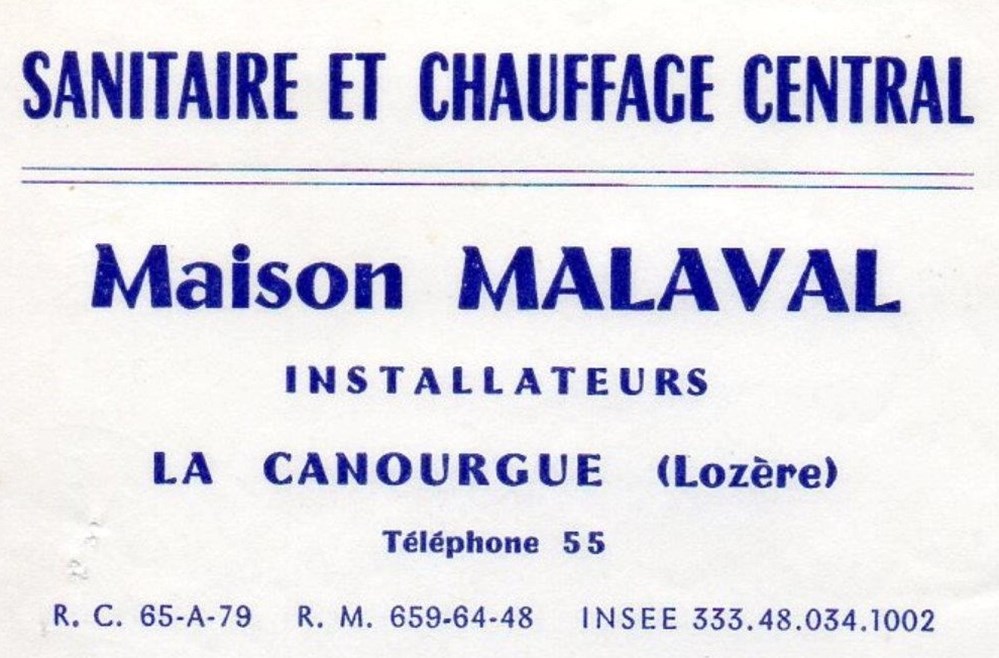 SANITAIRE ET CHAUFFAGE CENTRAL
Maison MALAVAL
INSTALLATEURS
LA CANOURGUE (Lozère)
Téléphone 55
R. C. 65-A-79 R. M. 659-64-48 INSEE 333.48.034.1002